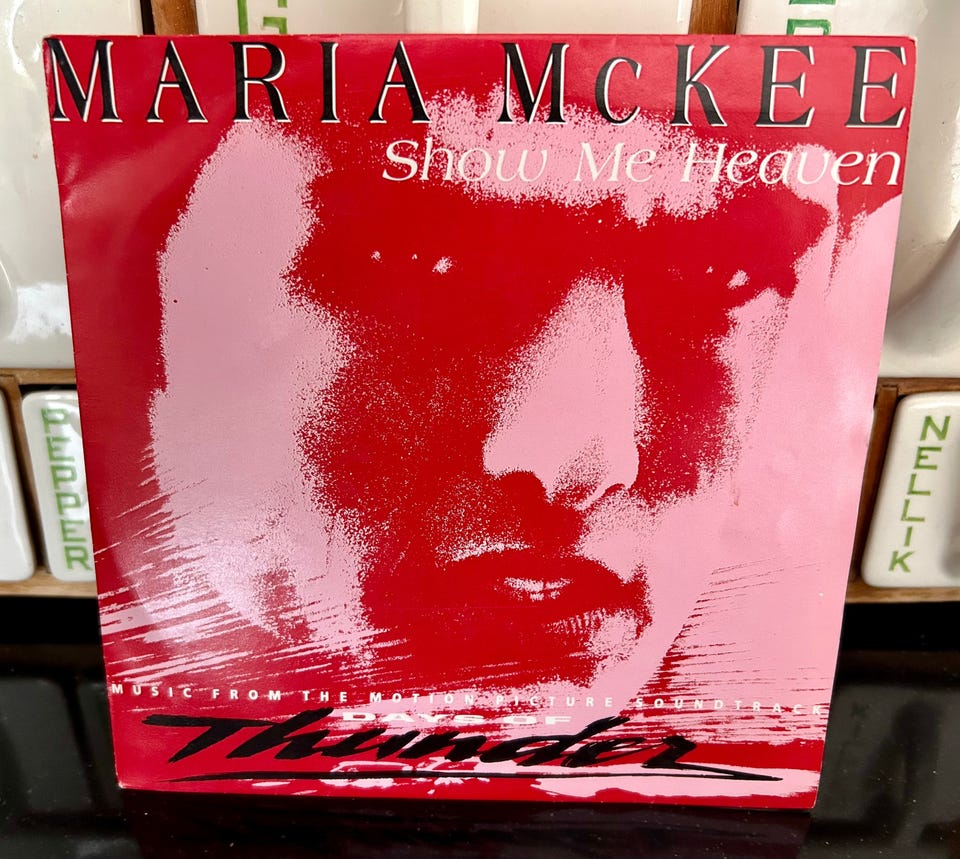 MARIA McKEE
Show Me Heaven
PEPPER
NELLIK
MUSIC FROM THE MOTION PICTURE SOUNDTRACK
DAYS OF
Thunder